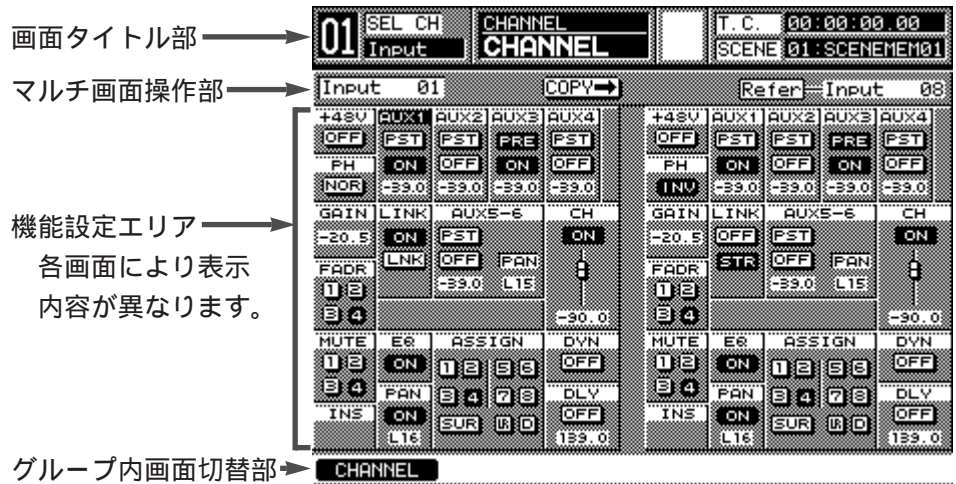 画面タイトル部
01 SEL CH CHANNEL T.C. 00:00:00.00
Input CHANNEL SCENE 01:SCENEMEM01
マルチ画面操作部
Input 01 COPY➡ Refer Input 08
+48V AUX1 AUX2 AUX3 AUX4 +48V AUX1 AUX2 AUX3 AUX4
OFF PST PST PRE PST OFF PST PST PRE PST
PH ON OFF ON OFF PH ON OFF ON OFF
NOR -39.0 -39.0 -39.0 -39.0 INV -39.0 -39.0 -39.0 -39.0
機能設定エリア
GAIN LINK AUX5-6 CH GAIN LINK AUX5-6 CH
-20.5 ON PST ON -20.5 OFF PST ON
各画面により表示
LNK OFF PAN STR OFF PAN
FADR -39.0 L15 FADR -39.0 L15
内容が異なります。
1 2 1 2
3 4 -90.0 3 4 -90.0
MUTE EQ ASSIGN DYN MUTE EQ ASSIGN DYN
1 2 ON 1 2 5 6 OFF 1 2 ON 1 2 5 6 OFF
3 4 PAN 3 4 7 8 DLY 3 4 PAN 3 4 7 8 DLY
INS ON SUR LR D OFF INS ON SUR LR D OFF
L16 139.0 L16 139.0
グループ内画面切替部
CHANNEL